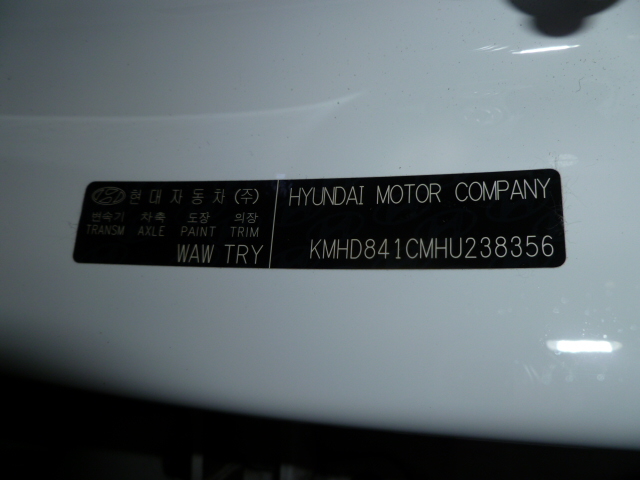 현대자동차(주)
변속기 차축 도장 의장
TRANSM AXLE PAINT TRIM
WAW TRY
HYUNDAI MOTOR COMPANY
KMHD841CMHU238356